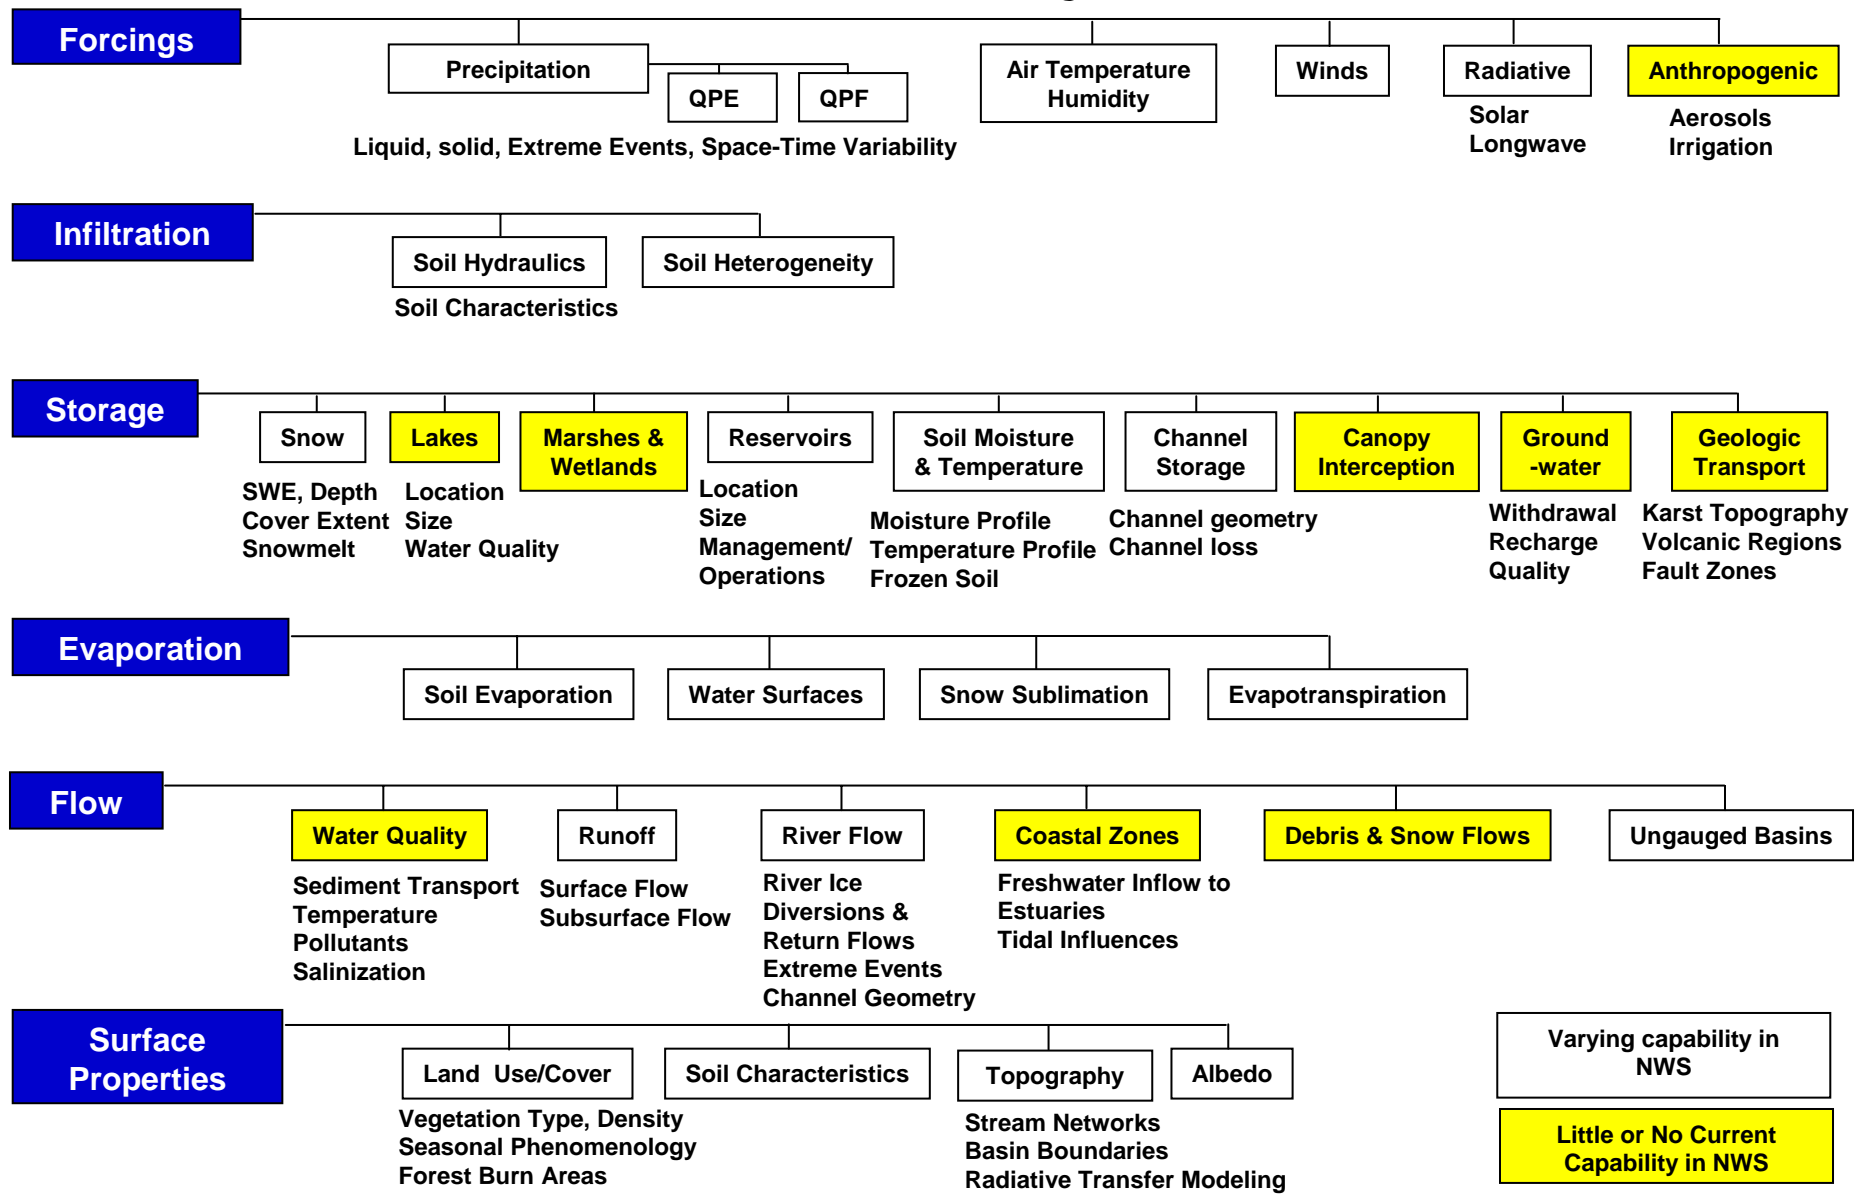 Forcings
Precipitation
QPE
QPF
Liquid, solid, Extreme Events, Space-Time Variability
Air Temperature
Humidity
Winds
Radiative
Solar
Longwave
Anthropogenic
Aerosols
Irrigation
Infiltration
Soil Hydraulics
Soil Characteristics
Soil Heterogeneity
Storage
Snow
SWE, Depth
Cover Extent
Snowmelt
Lakes
Location
Size
Water Quality
Marshes &
Wetlands
Reservoirs
Location
Size
Management/
Operations
Soil Moisture
& Temperature
Moisture Profile
Temperature Profile
Frozen Soil
Channel
Storage
Channel geometry
Channel loss
Canopy
Interception
Ground
-water
Withdrawal
Recharge
Quality
Geologic
Transport
Karst Topography
Volcanic Regions
Fault Zones
Evaporation
Soil Evaporation
Water Surfaces
Snow Sublimation
Evapotranspiration
Flow
Water Quality
Sediment Transport
Temperature
Pollutants
Salinization
Runoff
Surface Flow
Subsurface Flow
River Flow
River Ice
Diversions &
Return Flows
Extreme Events
Channel Geometry
Coastal Zones
Freshwater Inflow to
Estuaries
Tidal Influences
Debris & Snow Flows
Ungauged Basins
Surface
Properties
Land Use/Cover
Vegetation Type, Density
Seasonal Phenomenology
Forest Burn Areas
Soil Characteristics
Topography
Stream Networks
Basin Boundaries
Radiative Transfer Modeling
Albedo
Varying capability in
NWS
Little or No Current
Capability in NWS